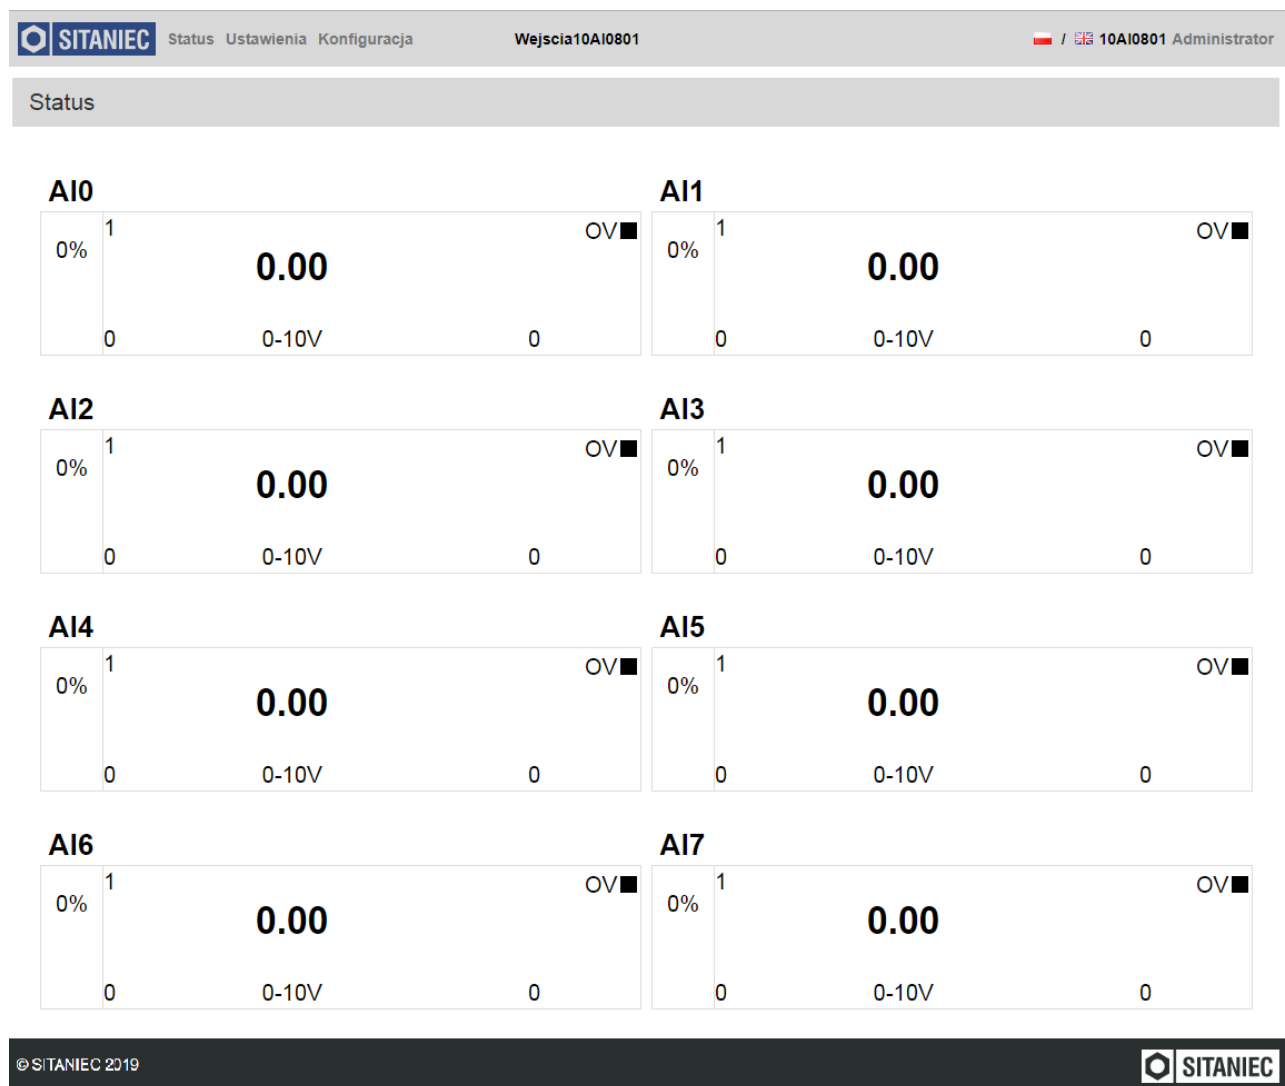 SITANIEC Status Ustawienia Konfiguracja Wejscia10AI0801 / 10AI0801 Administrator
Status
AI0 AI1
0% 1 OV 0% 1 OV
0.00 0.00
0 0-10V 0 0 0-10V 0
AI2 AI3
0% 1 OV 0% 1 OV
0.00 0.00
0 0-10V 0 0 0-10V 0
AI4 AI5
0% 1 OV 0% 1 OV
0.00 0.00
0 0-10V 0 0 0-10V 0
AI6 AI7
0% 1 OV 0% 1 OV
0.00 0.00
0 0-10V 0 0 0-10V 0
© SITANIEC 2019 SITANIEC